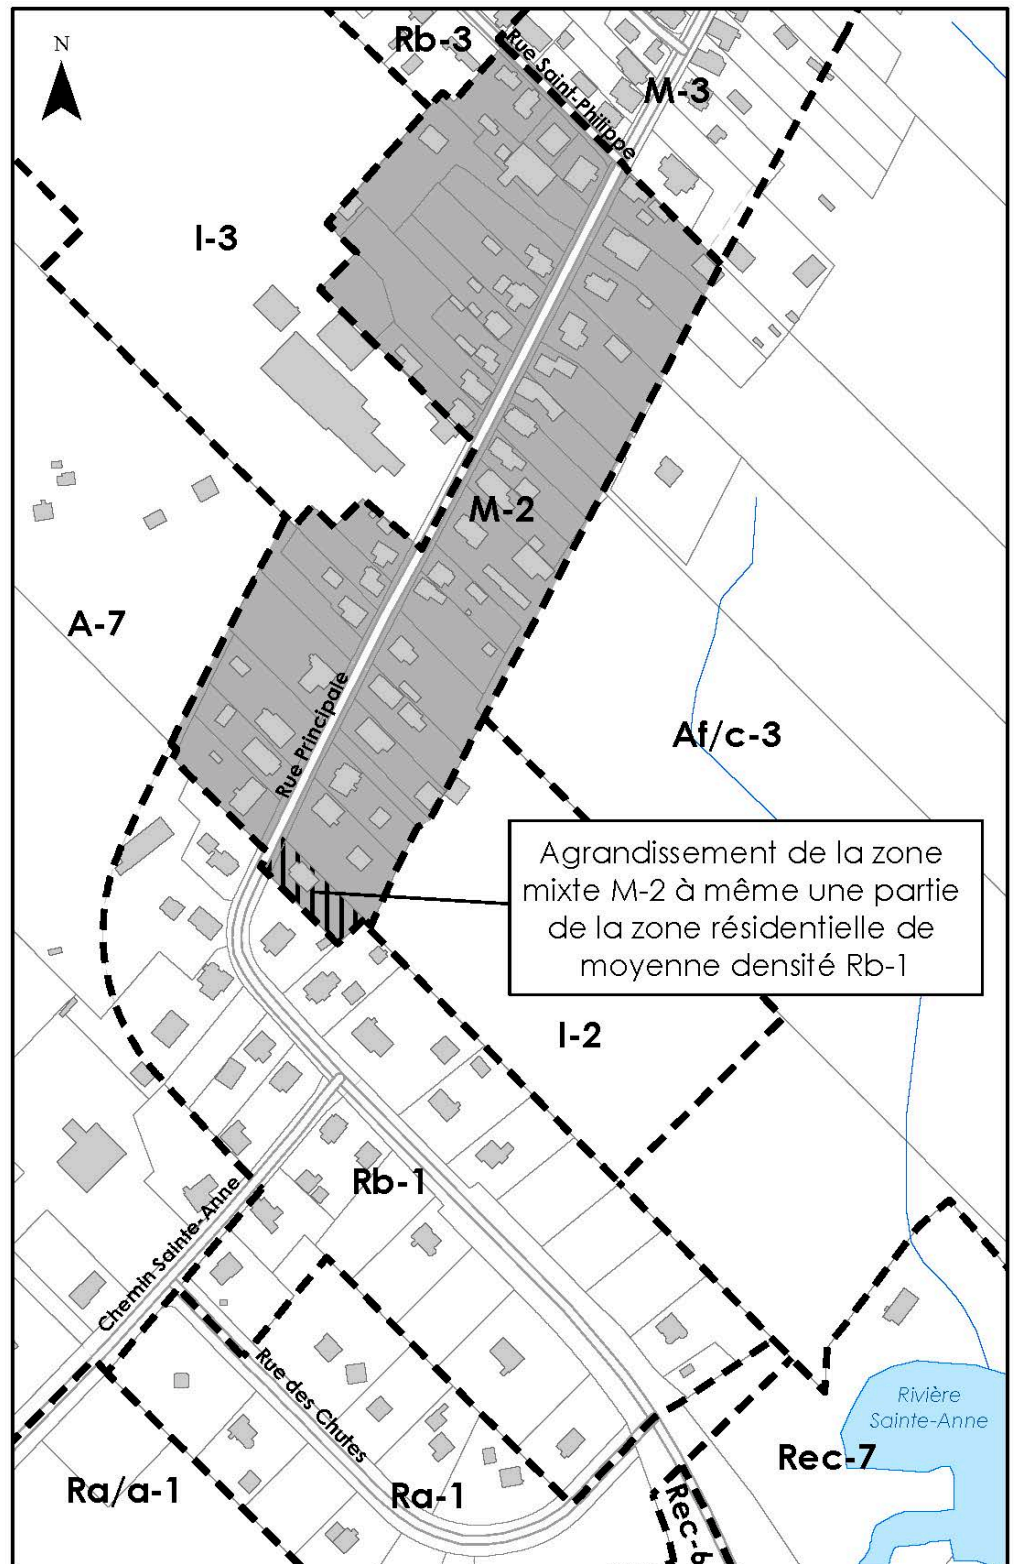 Rb-3
N
Rue Saint-Philippe
M-3
I-3
M-2
A-7
Rue Principale
Af/c-3
Agrandissement de la zone
mixte M-2 à même une partie
de la zone résidentielle de
moyenne densité Rb-1
I-2
Rb-1
Chemin Sainte-Anne
Rue des Chutes
Rivière
Sainte-Anne
Rec-7
Ra/a-1
Ra-1
Rec-6